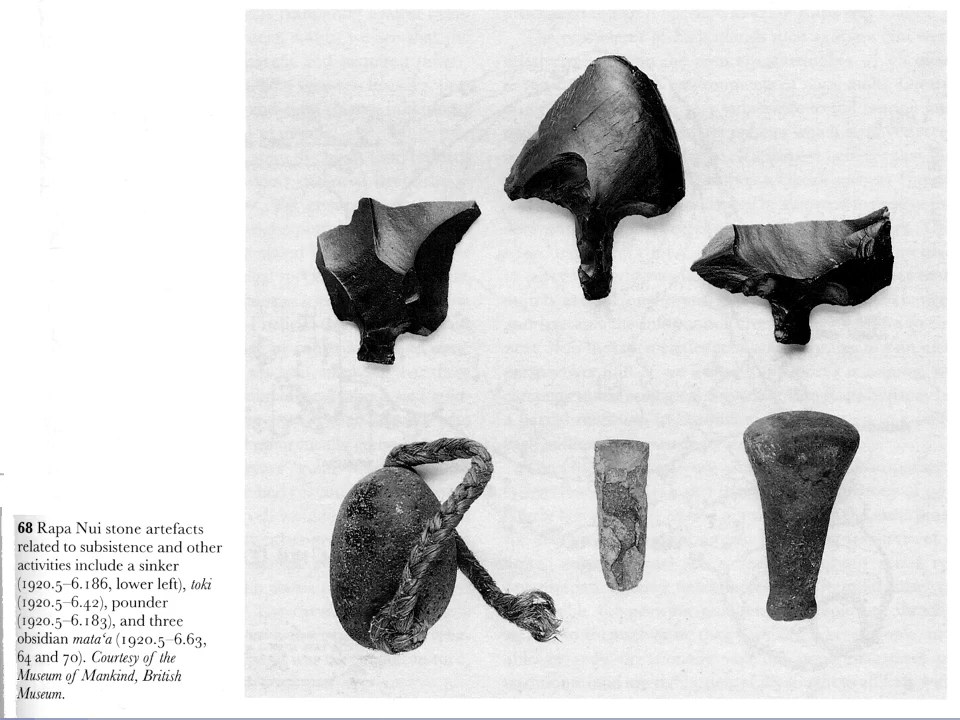 68 Rapa Nui stone artefacts
related to subsistence and other
activities include a sinker
(1920.5–6.186, lower left), toki
(1920.5–6.42), pounder
(1920.5–6.183), and three
obsidian mata‘a (1920.5–6.63,
64 and 70). Courtesy of the
Museum of Mankind, British
Museum.